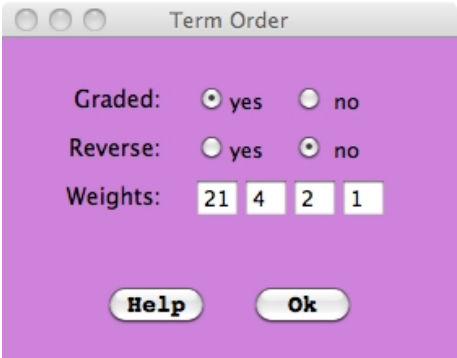 Term Order
Graded: yes no
Reverse: yes no
Weights: 21 4 2 1
Help Ok